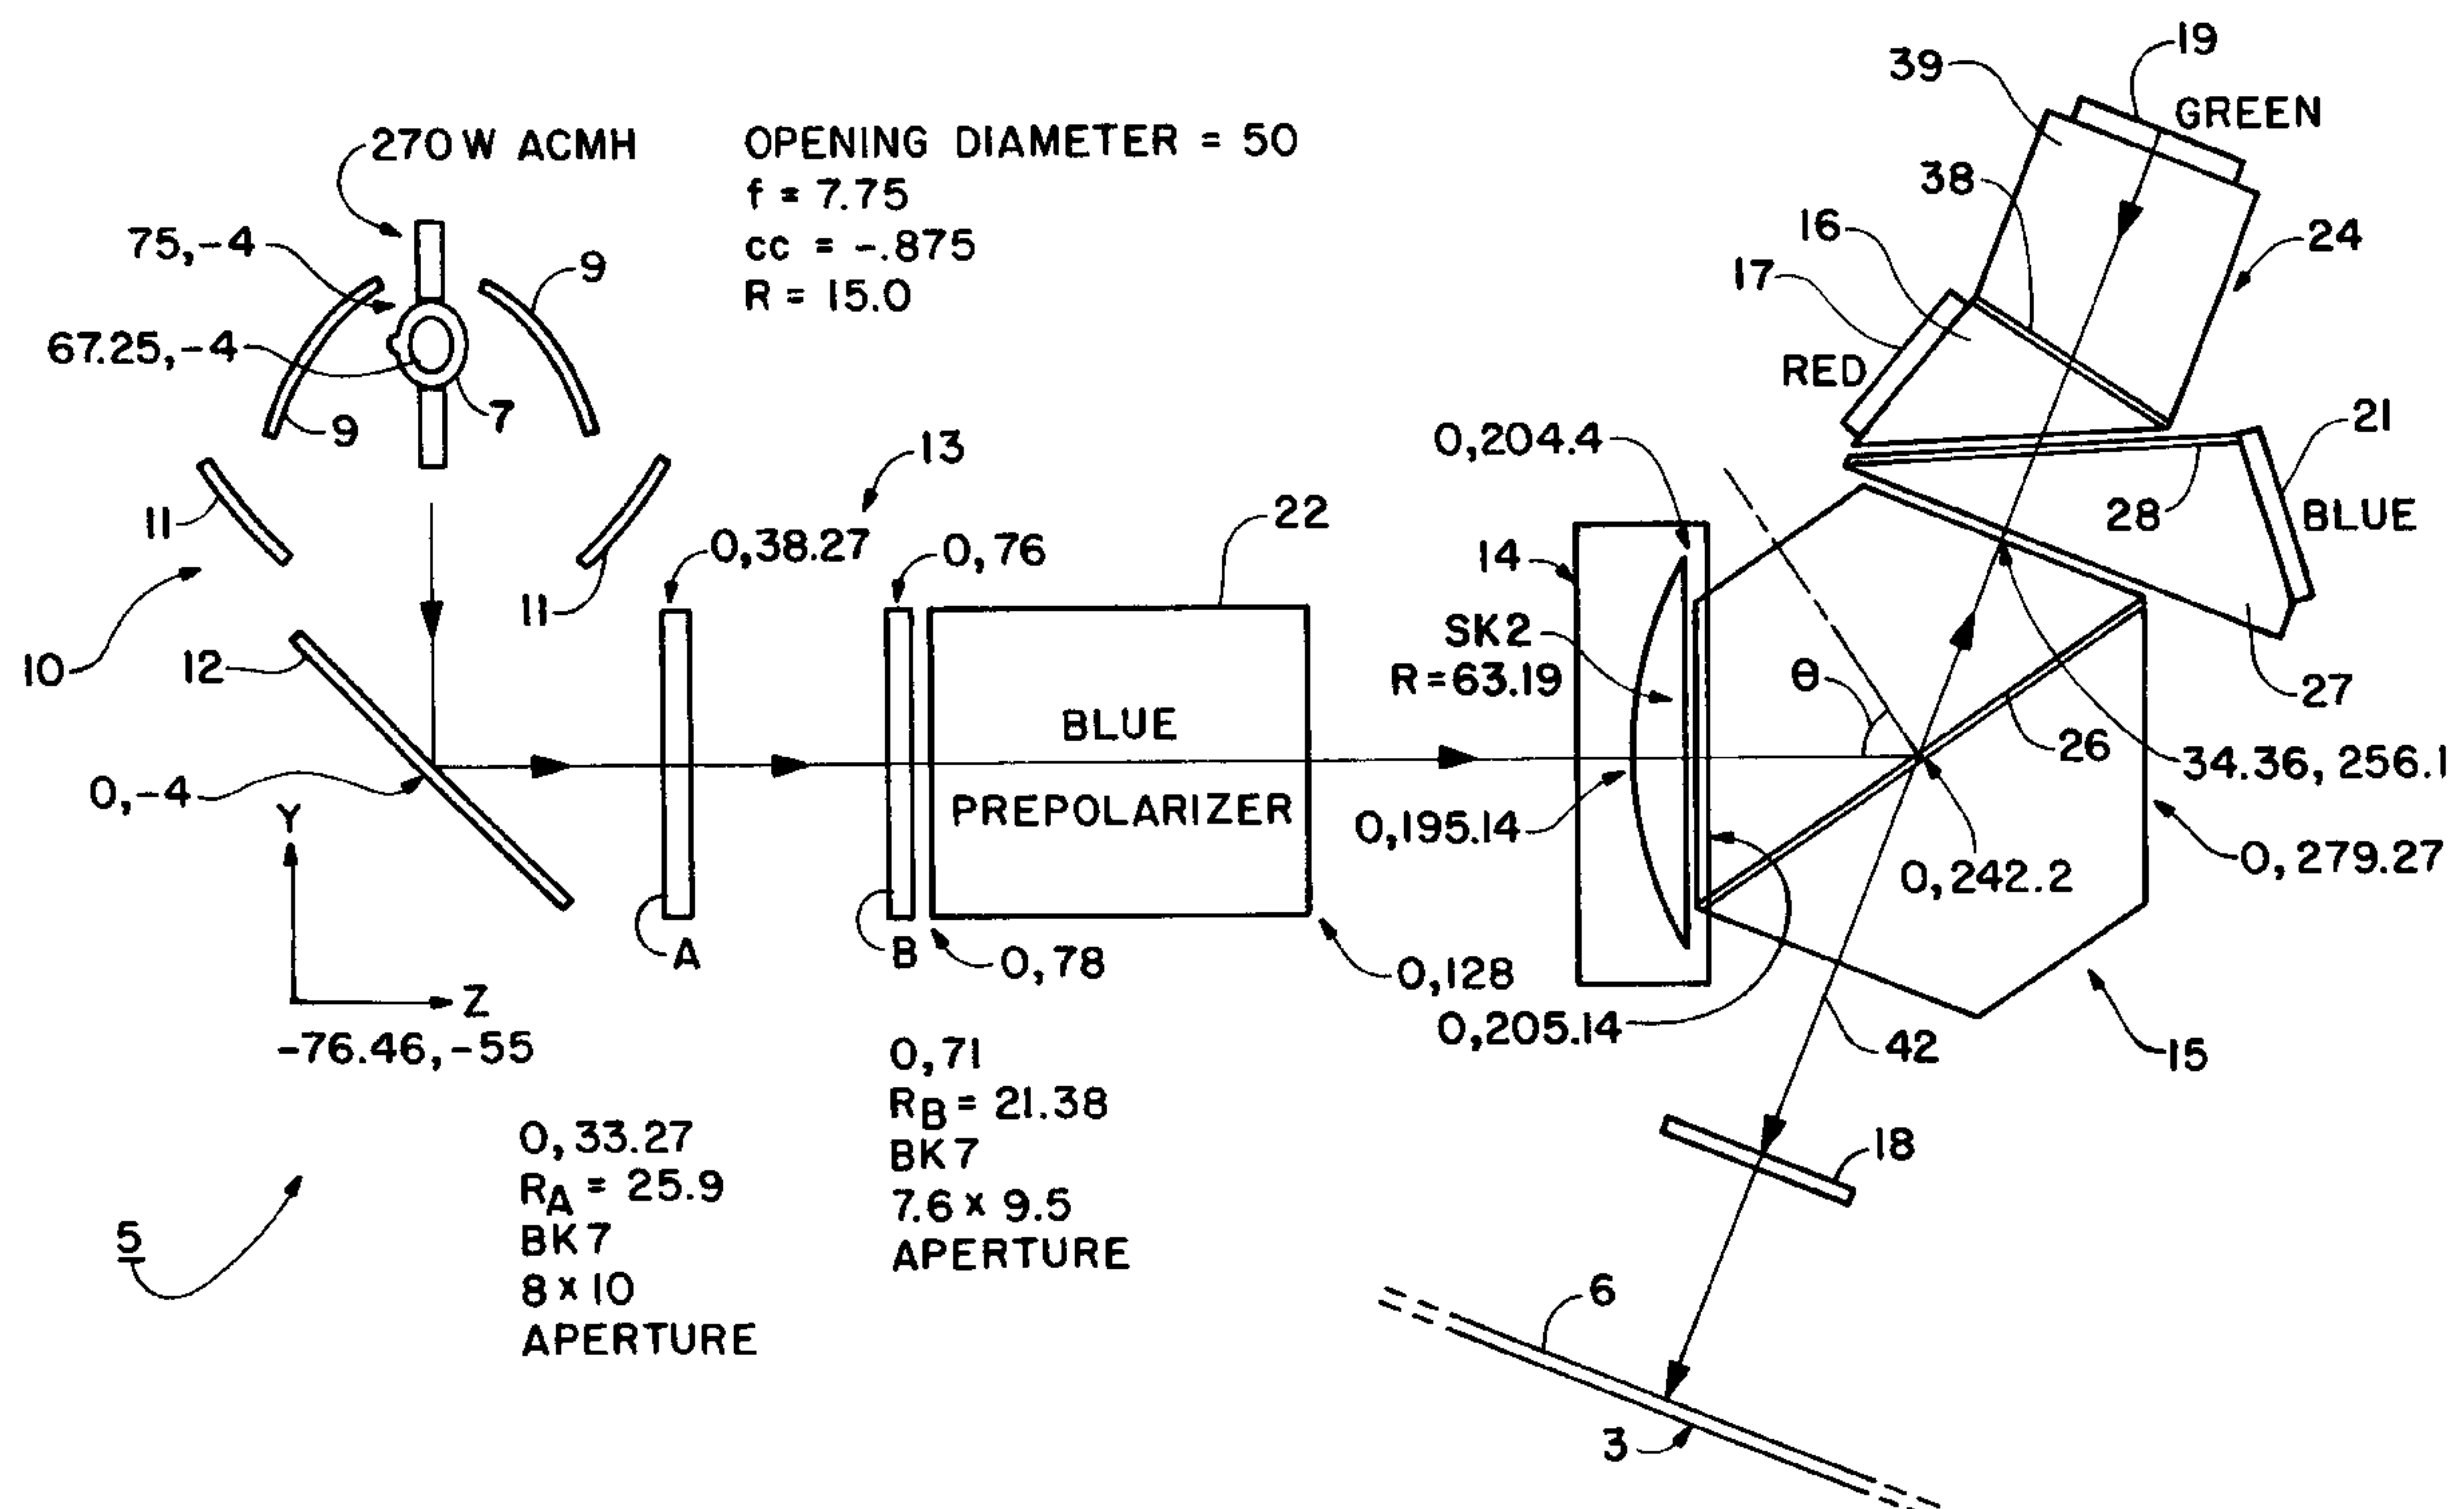 270 W ACMH
OPENING DIAMETER = 50
f = 7.75
cc = -.875
R = 15.0
75,-4
67.25,-4
9
9
7
11
11
10
12
0,-4
Y
Z
-76.46,-55
5
13
0,38.27
A
0,33.27
RA = 25.9
BK7
8 x 10
APERTURE
0,76
B
0,78
0,71
RB = 21.38
BK7
7.6 x 9.5
APERTURE
22
BLUE
PREPOLARIZER
0,128
14
0,204.4
SK2
R=63.19
0,195.14
0,205.14
19
39
GREEN
38
16
24
17
RED
21
28
BLUE
27
θ
26
34.36, 256.1
0,242.2
0,279.27
15
42
18
6
3